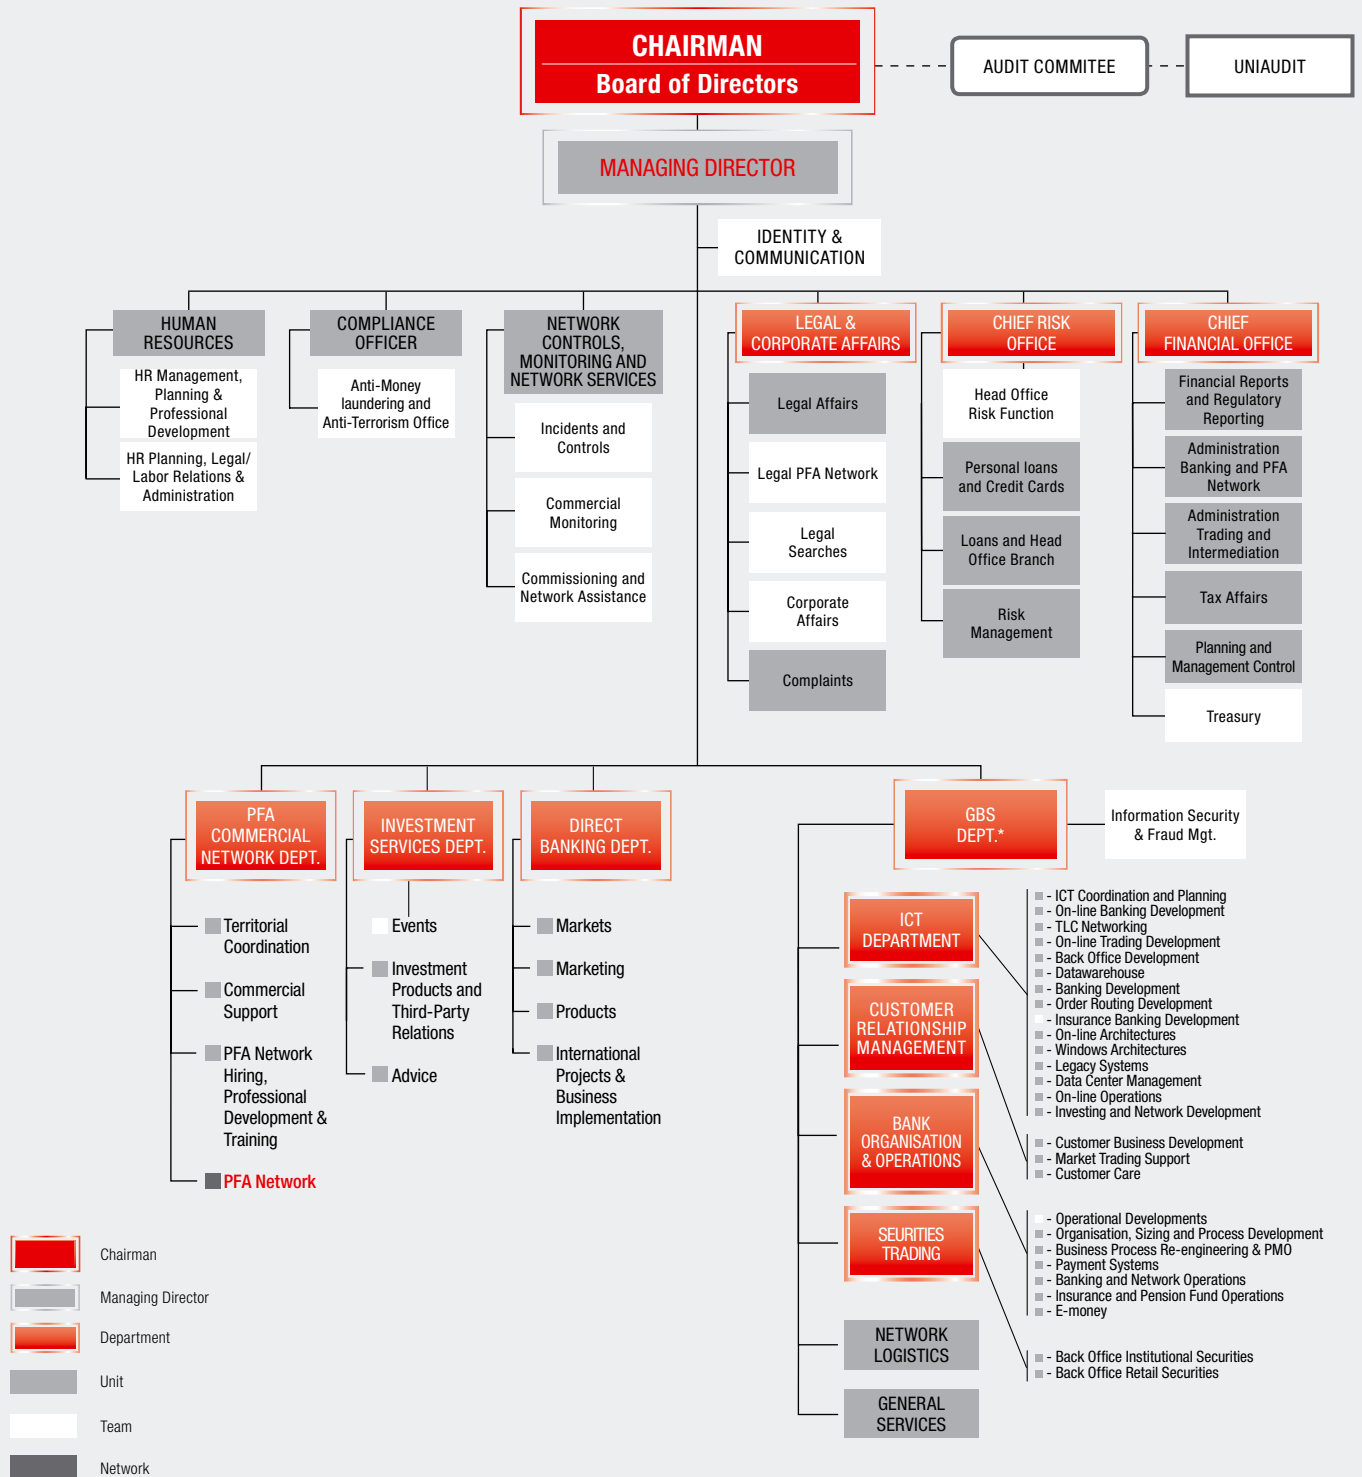 CHAIRMAN
Board of Directors
AUDIT COMMITEE
UNIAUDIT
MANAGING DIRECTOR
IDENTITY &
COMMUNICATION
HUMAN
RESOURCES
HR Management,
Planning &
Professional
Development
HR Planning, Legal/
Labor Relations &
Administration
COMPLIANCE
OFFICER
Anti-Money
laundering and
Anti-Terrorism Office
NETWORK
CONTROLS,
MONITORING AND
NETWORK SERVICES
Incidents and
Controls
Commercial
Monitoring
Commissioning and
Network Assistance
LEGAL &
CORPORATE AFFAIRS
Legal Affairs
Legal PFA Network
Legal
Searches
Corporate
Affairs
Complaints
CHIEF RISK
OFFICE
Head Office
Risk Function
Personal loans
and Credit Cards
Loans and Head
Office Branch
Risk
Management
CHIEF
FINANCIAL OFFICE
Financial Reports
and Regulatory
Reporting
Administration
Banking and PFA
Network
Administration
Trading and
Intermediation
Tax Affairs
Planning and
Management Control
Treasury
PFA
COMMERCIAL
NETWORK DEPT.
Territorial
Coordination
Commercial
Support
PFA Network
Hiring,
Professional
Development &
Training
PFA Network
INVESTMENT
SERVICES DEPT.
Events
Investment
Products and
Third-Party
Relations
Advice
DIRECT
BANKING DEPT.
Markets
Marketing
Products
International
Projects &
Business
Implementation
GBS
DEPT.*
Information Security
& Fraud Mgt.
ICT
DEPARTMENT
- ICT Coordination and Planning
- On-line Banking Development
- TLC Networking
- On-line Trading Development
- Back Office Development
- Datawarehouse
- Banking Development
- Order Routing Development
- Insurance Banking Development
- On-line Architectures
- Windows Architectures
- Legacy Systems
- Data Center Management
- On-line Operations
- Investing and Network Development
CUSTOMER
RELATIONSHIP
MANAGEMENT
- Customer Business Development
- Market Trading Support
- Customer Care
BANK
ORGANISATION
& OPERATIONS
- Operational Developments
- Organisation, Sizing and Process Development
- Business Process Re-engineering & PMO
- Payment Systems
- Banking and Network Operations
- Insurance and Pension Fund Operations
- E-money
SEURITIES
TRADING
- Back Office Institutional Securities
- Back Office Retail Securities
NETWORK
LOGISTICS
GENERAL
SERVICES
Chairman
Managing Director
Department
Unit
Team
Network